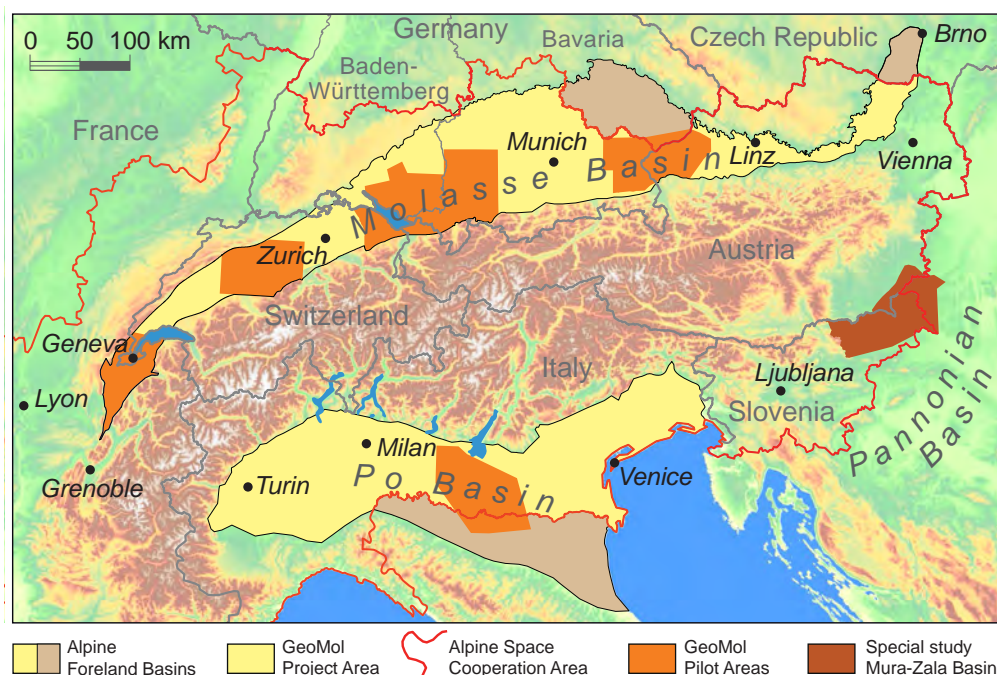 0 50 100 km
Germany
Bavaria
Czech Republic
Brno
Baden-
Württemberg
France
Munich
Linz
Vienna
Molasse Basin
Zurich
Austria
Switzerland
Geneva
Italy
Ljubljana
Lyon
Slovenia
Pannonian
Basin
Milan
Grenoble
Turin
Po Basin
Venice
Alpine
Foreland Basins
GeoMol
Project Area
Alpine Space
Cooperation Area
GeoMol
Pilot Areas
Special study
Mura-Zala Basin